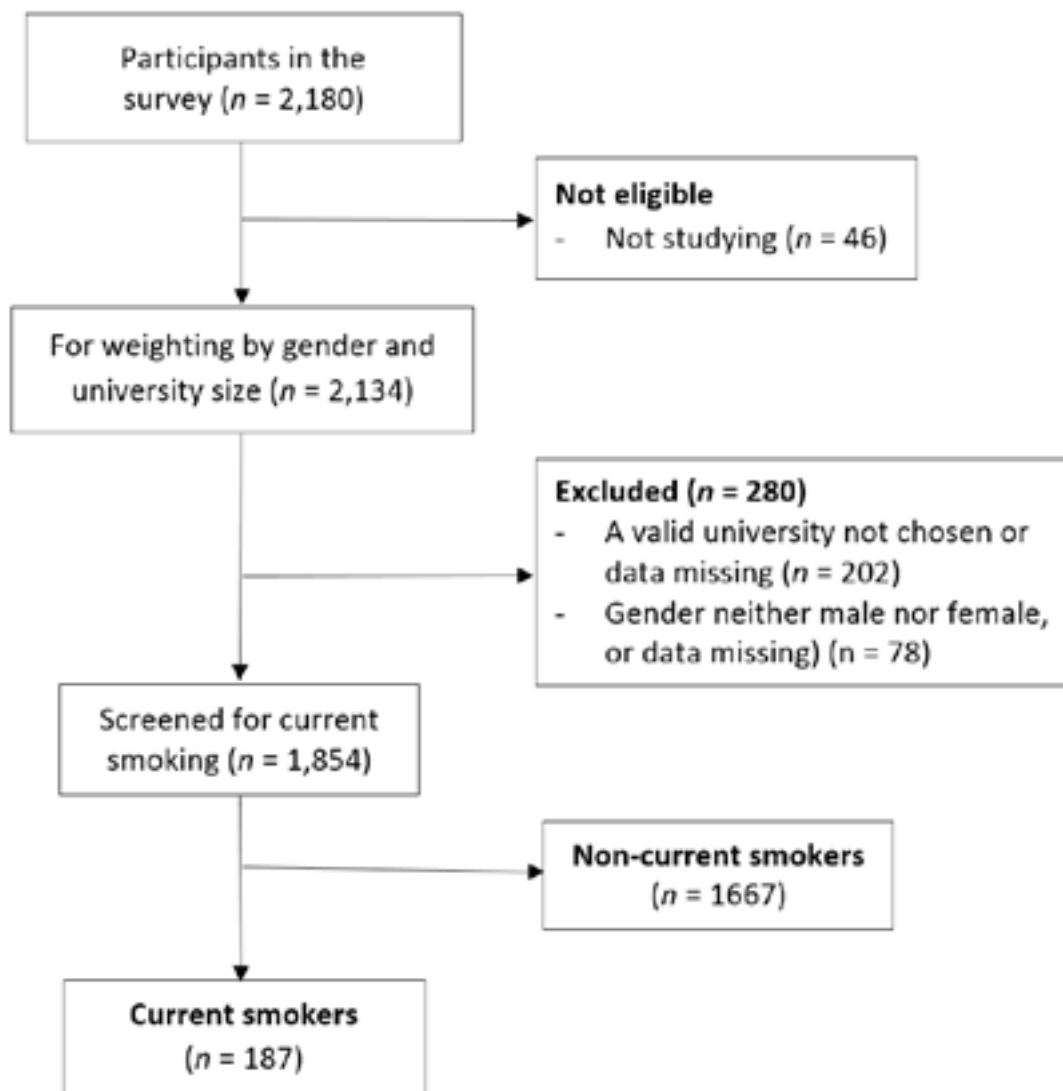 Participants in the
survey (n = 2,180)
Not eligible
- Not studying (n = 46)
For weighting by gender and
university size (n = 2,134)
Excluded (n = 280)
- A valid university not chosen or
data missing (n = 202)
- Gender neither male nor female,
or data missing) (n = 78)
Screened for current
smoking (n = 1,854)
Non-current smokers
(n = 1667)
Current smokers
(n = 187)